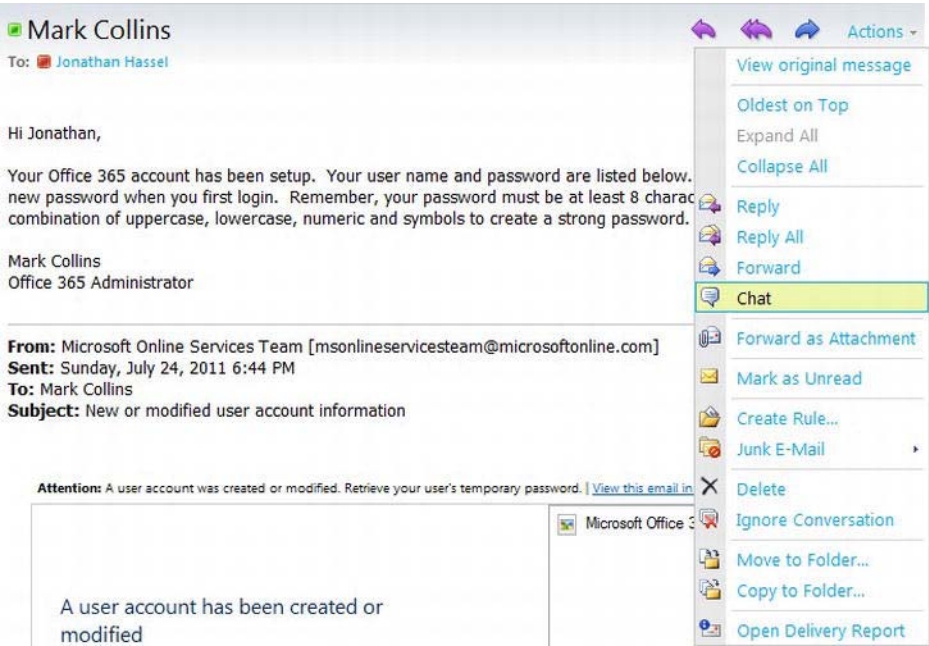 Mark Collins
Actions
To: Jonathan Hassel
Hi Jonathan,
Your Office 365 account has been setup. Your user name and password are listed below.
new password when you first login. Remember, your password must be at least 8 charac
combination of uppercase, lowercase, numeric and symbols to create a strong password.
Mark Collins
Office 365 Administrator
From: Microsoft Online Services Team [msonlineservicesteam@microsoftonline.com]
Sent: Sunday, July 24, 2011 6:44 PM
To: Mark Collins
Subject: New or modified user account information
Attention: A user account was created or modified. Retrieve your user's temporary password. | View this email in
Microsoft Office 3
A user account has been created or
modified
View original message
Oldest on Top
Expand All
Collapse All
Reply
Reply All
Forward
Chat
Forward as Attachment
Mark as Unread
Create Rule...
Junk E-Mail
Delete
Ignore Conversation
Move to Folder...
Copy to Folder...
Open Delivery Report